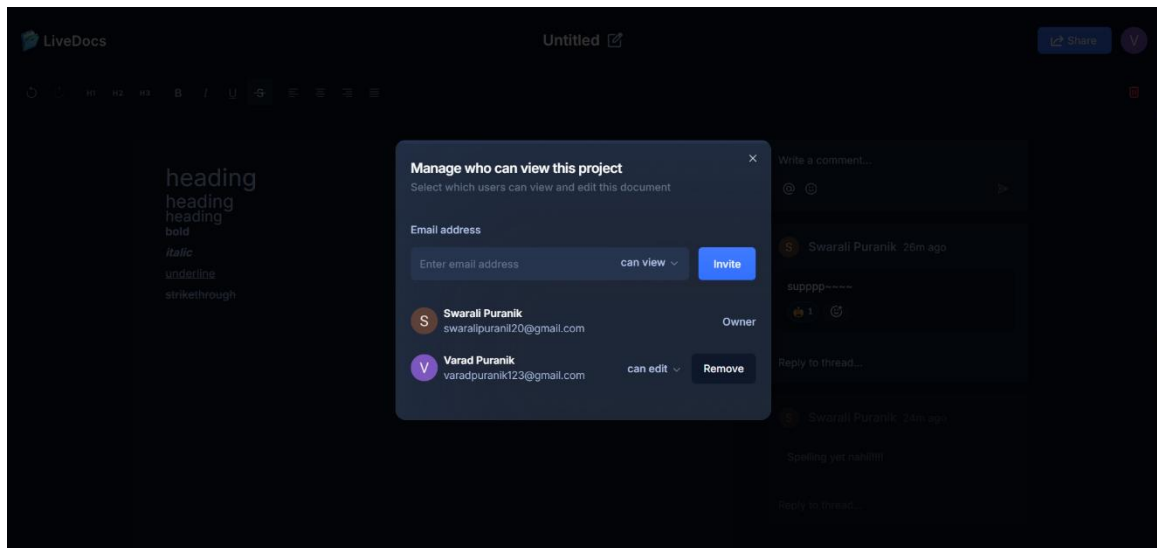 LiveDocs
Untitled
Share
V
H1 H2 H3 B I U S
heading
heading
heading
bold
italic
underline
strikethrough
Manage who can view this project
Select which users can view and edit this document
Email address
Enter email address can view Invite
S Swarali Puranik
swaralipuranil20@gmail.com
Owner
V Varad Puranik
varadpuranik123@gmail.com
can edit Remove
Write a comment...
@
S Swarali Puranik 26m ago
supppp~~~~
1
Reply to thread...
S Swarali Puranik 24m ago
Reply to thread...